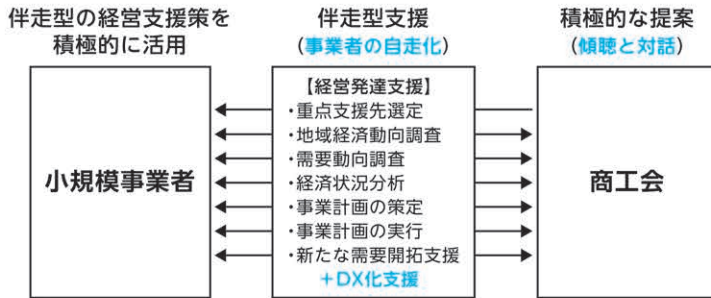 伴走型の経営支援策を
積極的に活用
伴走型支援
(事業者の自走化)
積極的な提案
(傾聴と対話)
小規模事業者
【経営発達支援】
・重点支援先選定
・地域経済動向調査
・需要動向調査
・経済状況分析
・事業計画の策定
・事業計画の実行
・新たな需要開拓支援
+DX化支援
商工会